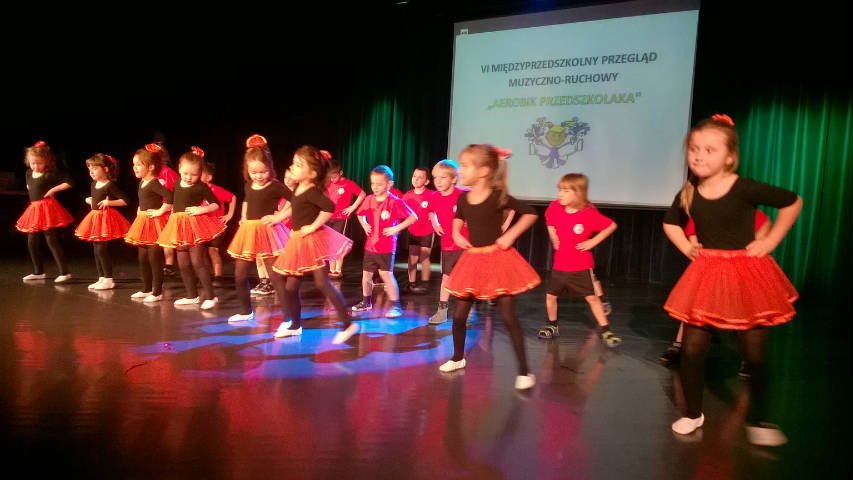 VI MIĘDZYPRZEDSZKOLNY PRZEGLĄD
MUZYCZNO-RUCHOWY
„AEROBIK PRZEDSZKOLAKA"